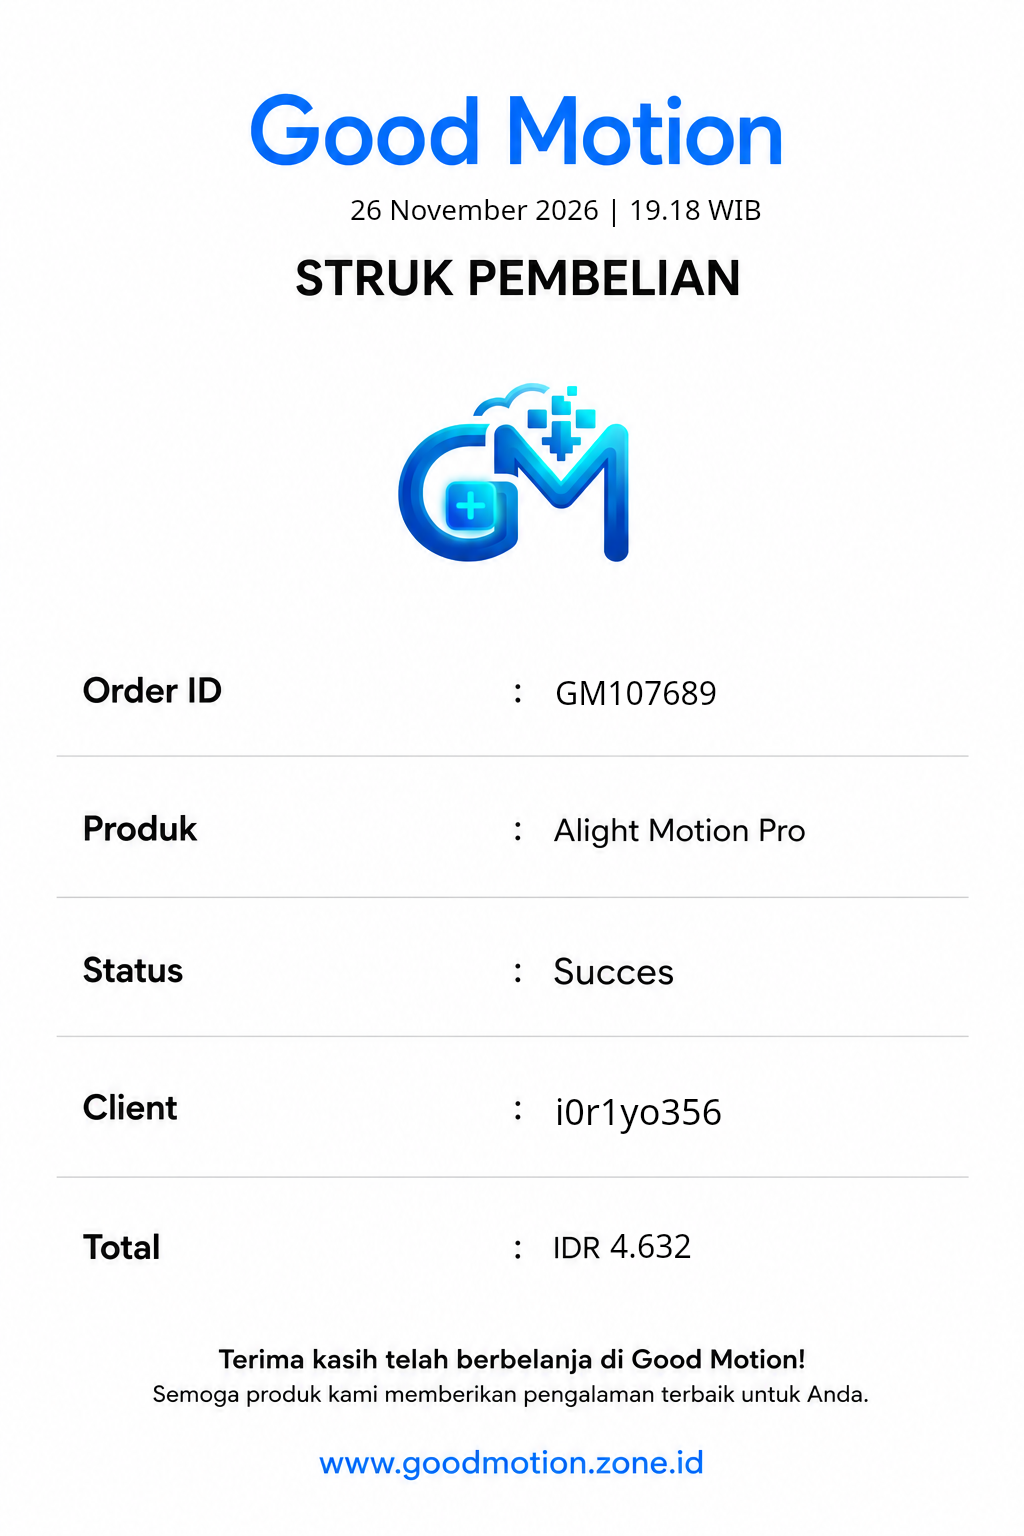 Good Motion
26 November 2026 | 19.18 WIB
STRUK PEMBELIAN
GM
Order ID : GM107689
Produk : Alight Motion Pro
Status : Succes
Client : i0r1yo356
Total : IDR 4.632
Terima kasih telah berbelanja di Good Motion!
Semoga produk kami memberikan pengalaman terbaik untuk Anda.
www.goodmotion.zone.id